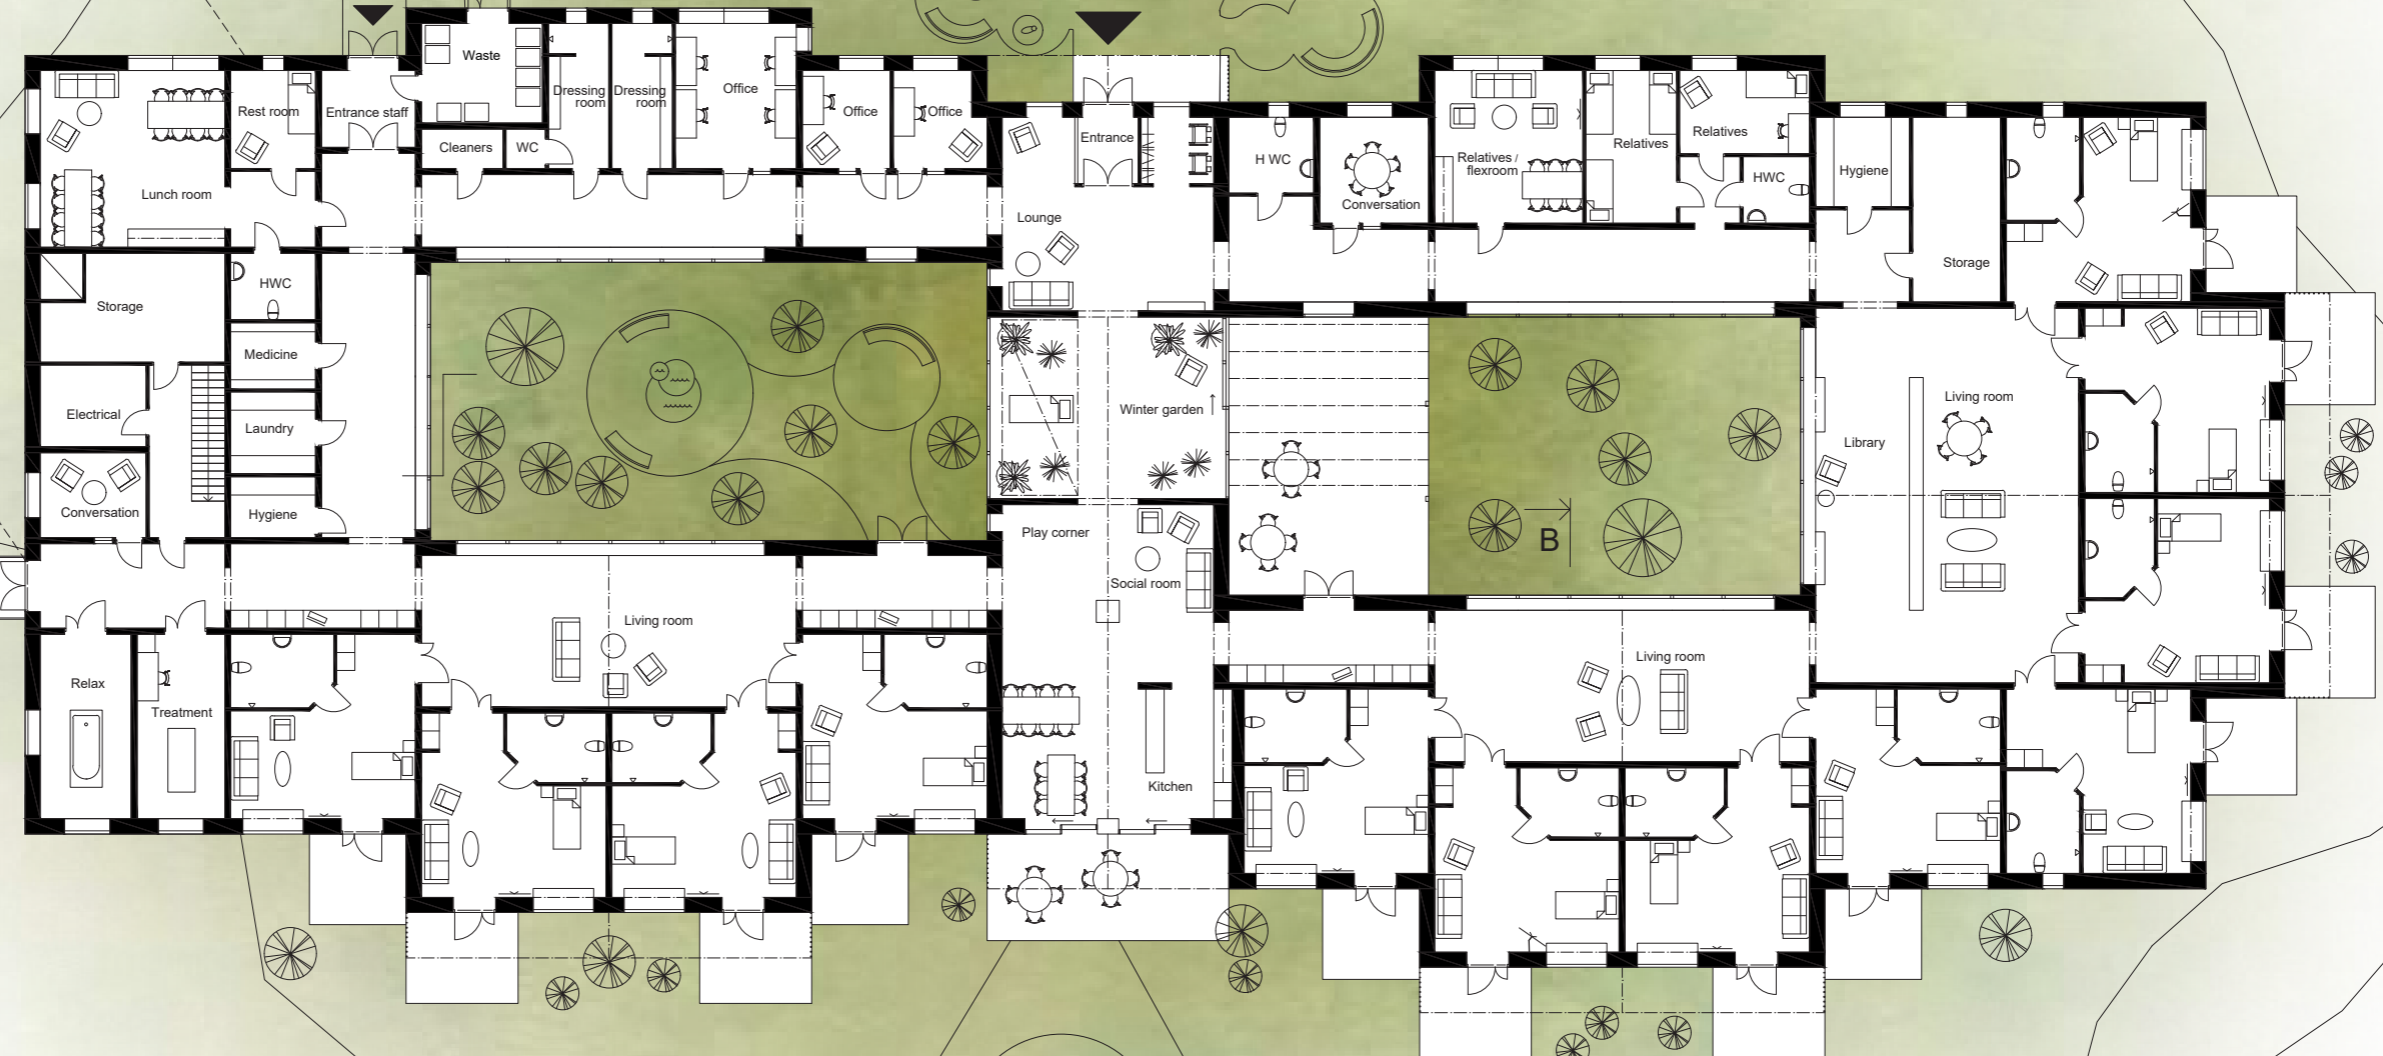 Waste
Dressing
room
Dressing
room
Office
Office
Office
Rest room
Entrance staff
Cleaners
WC
Lunch room
Entrance
Lounge
H WC
Conversation
Relatives /
flexroom
Relatives
Relatives
HWC
Hygiene
Storage
Storage
HWC
Medicine
Electrical
Laundry
Conversation
Hygiene
Winter garden
Living room
Library
Play corner
Social room
B
Living room
Living room
Relax
Treatment
Kitchen